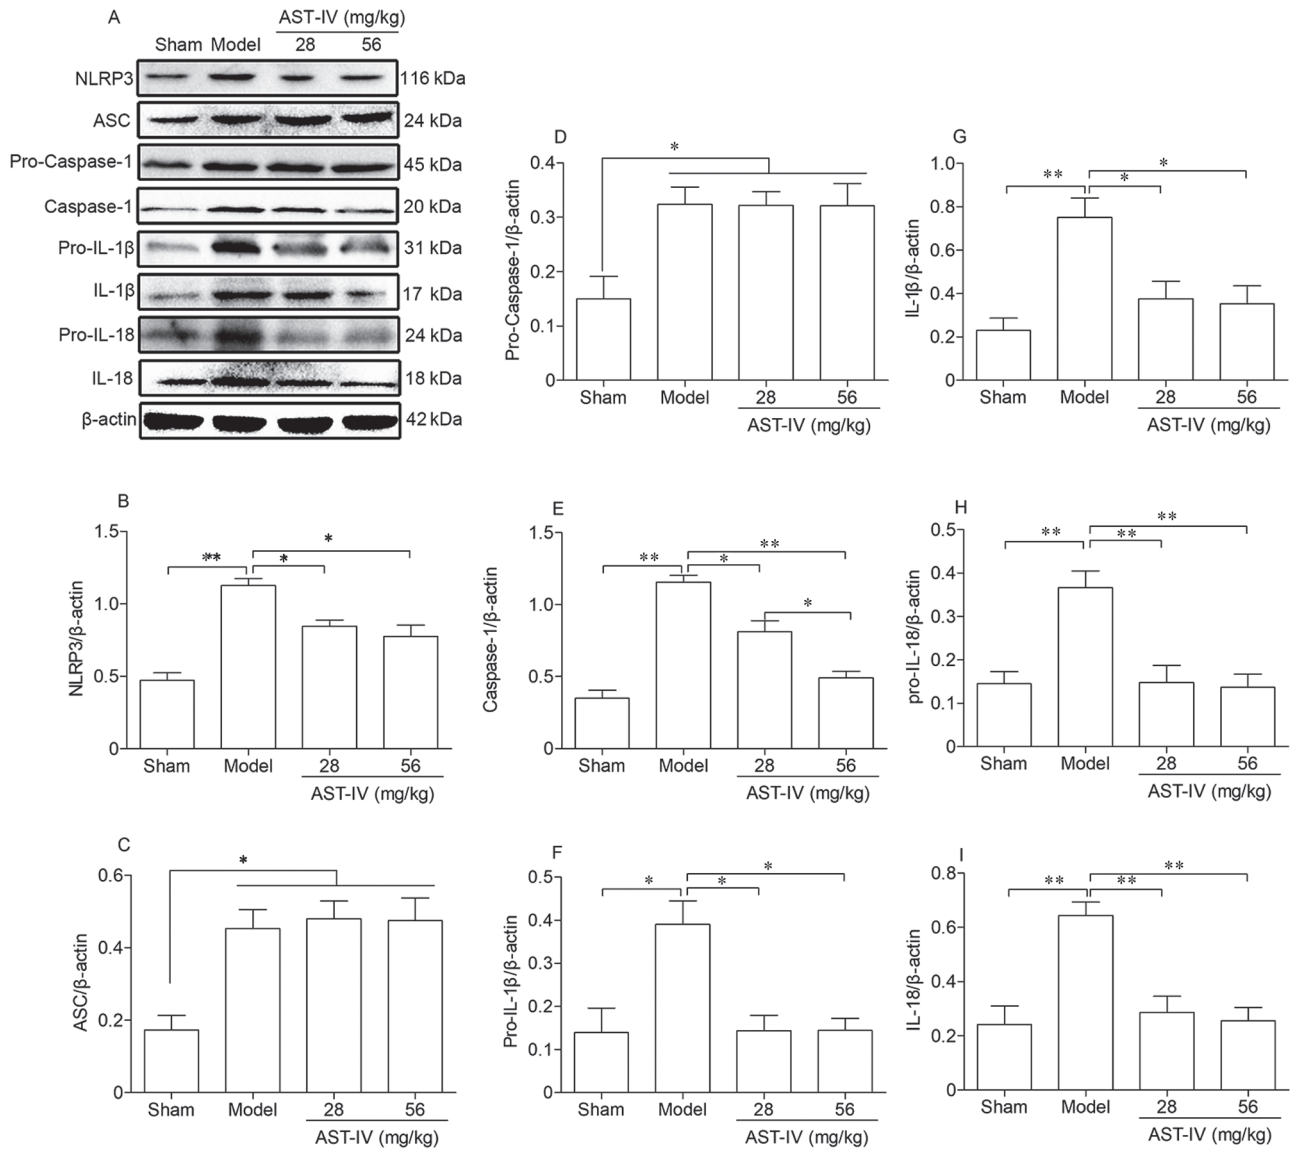 A
AST-IV (mg/kg)
Sham Model 28 56
NLRP3 116 kDa
ASC 24 kDa
Pro-Caspase-1 45 kDa
Caspase-1 20 kDa
Pro-IL-1β 31 kDa
IL-1β 17 kDa
Pro-IL-18 24 kDa
IL-18 18 kDa
β-actin 42 kDa
D
*
Pro-Caspase-1/β-actin
0.4
0.3
0.2
0.1
0
Sham Model 28 56
AST-IV (mg/kg)
G
** * *
IL-1β/β-actin
1.0
0.8
0.6
0.4
0.2
0
Sham Model 28 56
AST-IV (mg/kg)
B
** * *
NLRP3/β-actin
1.5
1.0
0.5
0
Sham Model 28 56
AST-IV (mg/kg)
E
** * **
*
Caspase-1/β-actin
1.5
1.0
0.5
0
Sham Model 28 56
AST-IV (mg/kg)
H
** ** **
pro-IL-18/β-actin
0.5
0.4
0.3
0.2
0.1
0
Sham Model 28 56
AST-IV (mg/kg)
C
*
ASC/β-actin
0.6
0.4
0.2
0
Sham Model 28 56
AST-IV (mg/kg)
F
* * *
Pro-IL-1β/β-actin
0.5
0.4
0.3
0.2
0.1
0
Sham Model 28 56
AST-IV (mg/kg)
I
** ** **
IL-18/β-actin
0.8
0.6
0.4
0.2
0
Sham Model 28 56
AST-IV (mg/kg)